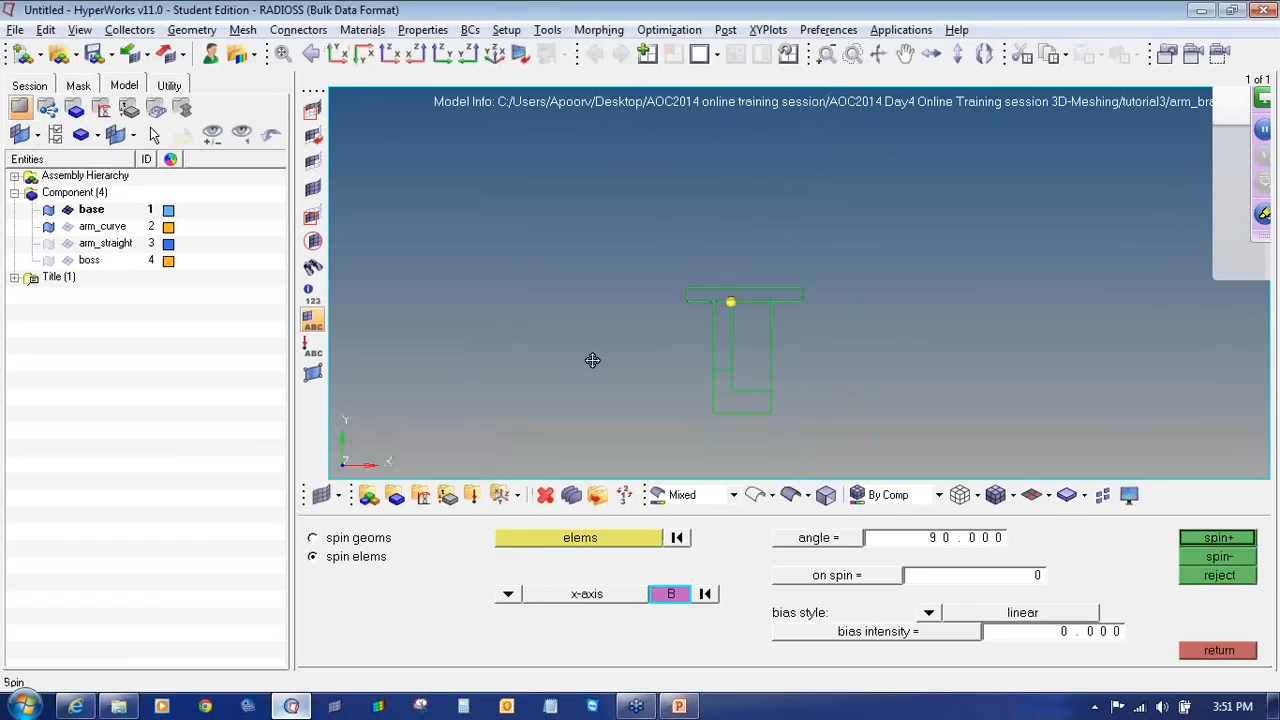 Untitled - HyperWorks v11.0 - Student Edition - RADIOSS (Bulk Data Format)
File Edit View Collectors Geometry Mesh Connectors Materials Properties BCs Setup Tools Morphing Optimization Post XYPlots Preferences Applications Help
Session Mask Model Utility
1 of 1
Model Info: C:/Users/Apoorv/Desktop/AOC2014 online training session/AOC2014 Day4 Online Training session 3D-Meshing/tutorial3/arm_bra
Entities ID
Assembly Hierarchy
Component (4)
base 1
arm_curve 2
arm_straight 3
boss 4
Title (1)
123
ABC
ABC
Y
Z X
Mixed By Comp
spin geoms elems angle = 90.000 spin+
spin elems spin-
on spin = 0 reject
x-axis B
bias style: linear
bias intensity = 0.000
return
Spin
3:51 PM